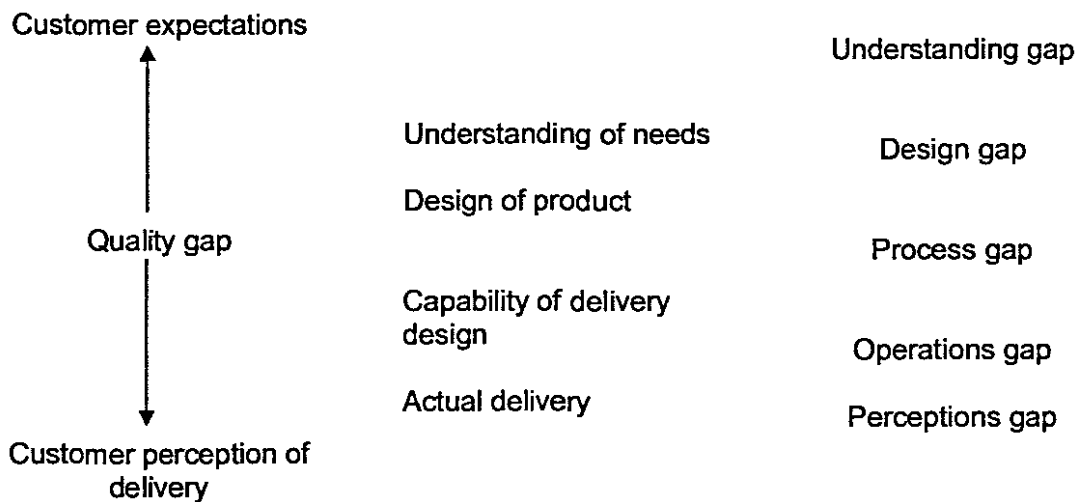 Customer expectations
Understanding gap
Understanding of needs
Design gap
Design of product
Quality gap
Process gap
Capability of delivery
design
Operations gap
Actual delivery
Perceptions gap
Customer perception of
delivery